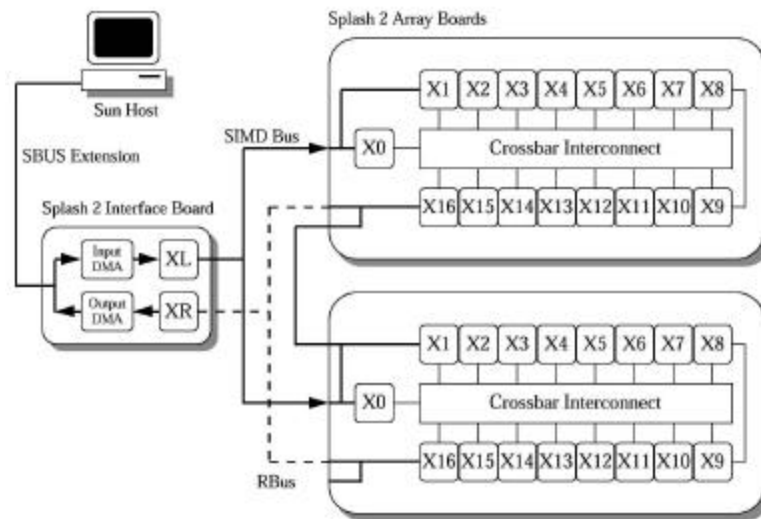 Splash 2 Array Boards
Sun Host
SBUS Extension
SIMD Bus
Splash 2 Interface Board
Input DMA
XL
Output DMA
XR
RBus
X1 X2 X3 X4 X5 X6 X7 X8
X0
Crossbar Interconnect
X16 X15 X14 X13 X12 X11 X10 X9
X1 X2 X3 X4 X5 X6 X7 X8
X0
Crossbar Interconnect
X16 X15 X14 X13 X12 X11 X10 X9